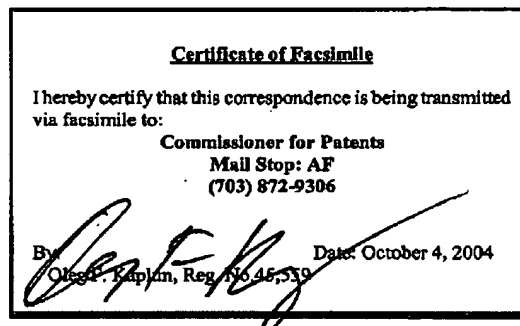 Certificate of Facsimile
I hereby certify that this correspondence is being transmitted
via facsimile to:
Commissioner for Patents
Mail Stop: AF
(703) 872-9306
By: Date: October 4, 2004
Oleg F. Kaplun, Reg. No. 45,559